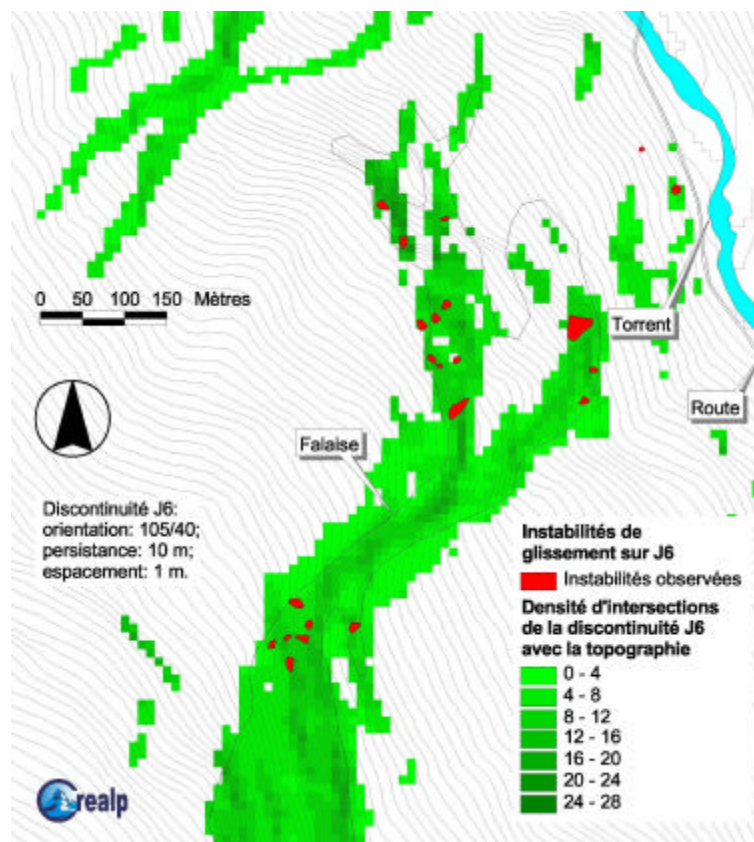 0 50 100 150 Mètres
Torrent
Route
Falaise
Discontinuité J6:
orientation: 105/40;
persistance: 10 m;
espacement: 1 m.
Instabilités de
glissement sur J6
Instabilités observées
Densité d'intersections
de la discontinuité J6
avec la topographie
0 - 4
4 - 8
8 - 12
12 - 16
16 - 20
20 - 24
24 - 28
Crealp